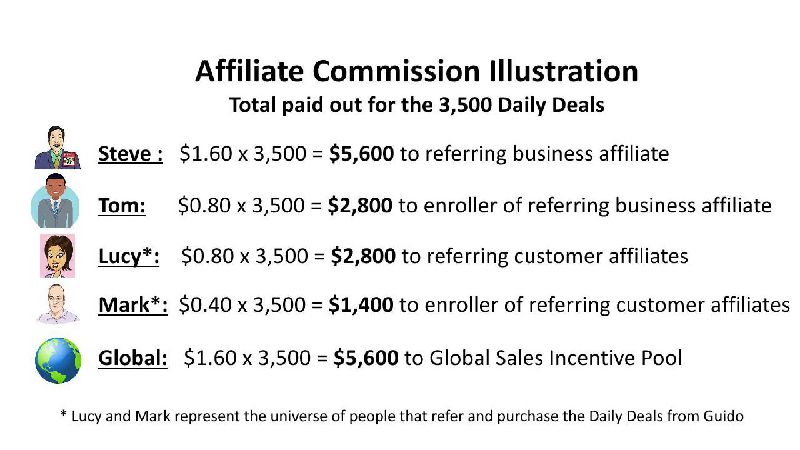 Affiliate Commission Illustration
Total paid out for the 3,500 Daily Deals
Steve : $1.60 x 3,500 = $5,600 to referring business affiliate
Tom: $0.80 x 3,500 = $2,800 to enroller of referring business affiliate
Lucy*: $0.80 x 3,500 = $2,800 to referring customer affiliates
Mark*: $0.40 x 3,500 = $1,400 to enroller of referring customer affiliates
Global: $1.60 x 3,500 = $5,600 to Global Sales Incentive Pool
* Lucy and Mark represent the universe of people that refer and purchase the Daily Deals from Guido